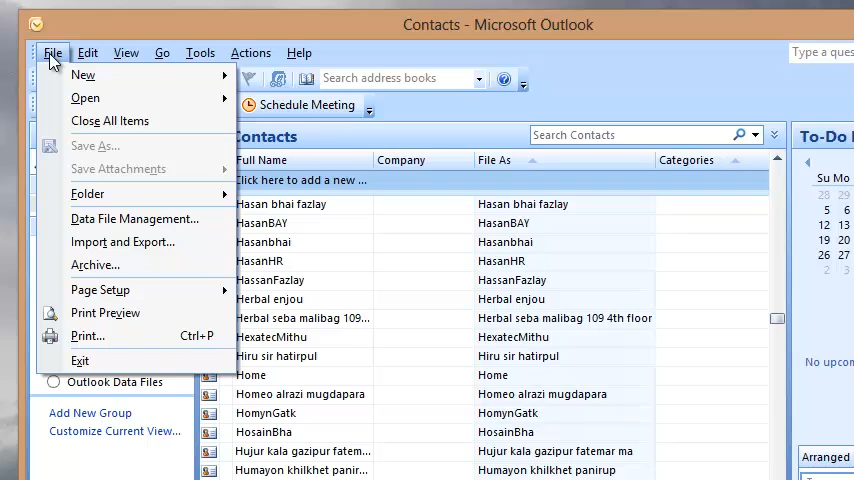 Contacts - Microsoft Outlook
File Edit View Go Tools Actions Help
Type a ques
Search address books
Schedule Meeting
New
Open
Close All Items
Save As...
Save Attachments
Folder
Data File Management...
Import and Export...
Archive...
Page Setup
Print Preview
Print... Ctrl+P
Exit
Outlook Data Files
Add New Group
Customize Current View...
Contacts
Search Contacts
Full Name Company File As Categories
Click here to add a new ...
Hasan bhai fazlay Hasan bhai fazlay
HasanBAY HasanBAY
Hasanbhai Hasanbhai
HasanHR HasanHR
HassanFazlay HassanFazlay
Herbal enjou Herbal enjou
Herbal seba malibag 109... Herbal seba malibag 109 4th floor
HexatecMithu HexatecMithu
Hiru sir hatirpul Hiru sir hatirpul
Home Home
Homeo alrazi mugdapara Homeo alrazi mugdapara
HomynGatk HomynGatk
HosainBha HosainBha
Hujur kala gazipur fatem... Hujur kala gazipur fatemar ma
Humayon khilkhet panir... Humayon khilkhet panirup
To-Do
Su Mo
28 29
5 6
12 13
19 20
26 27
2 3
No upcom
Arranged